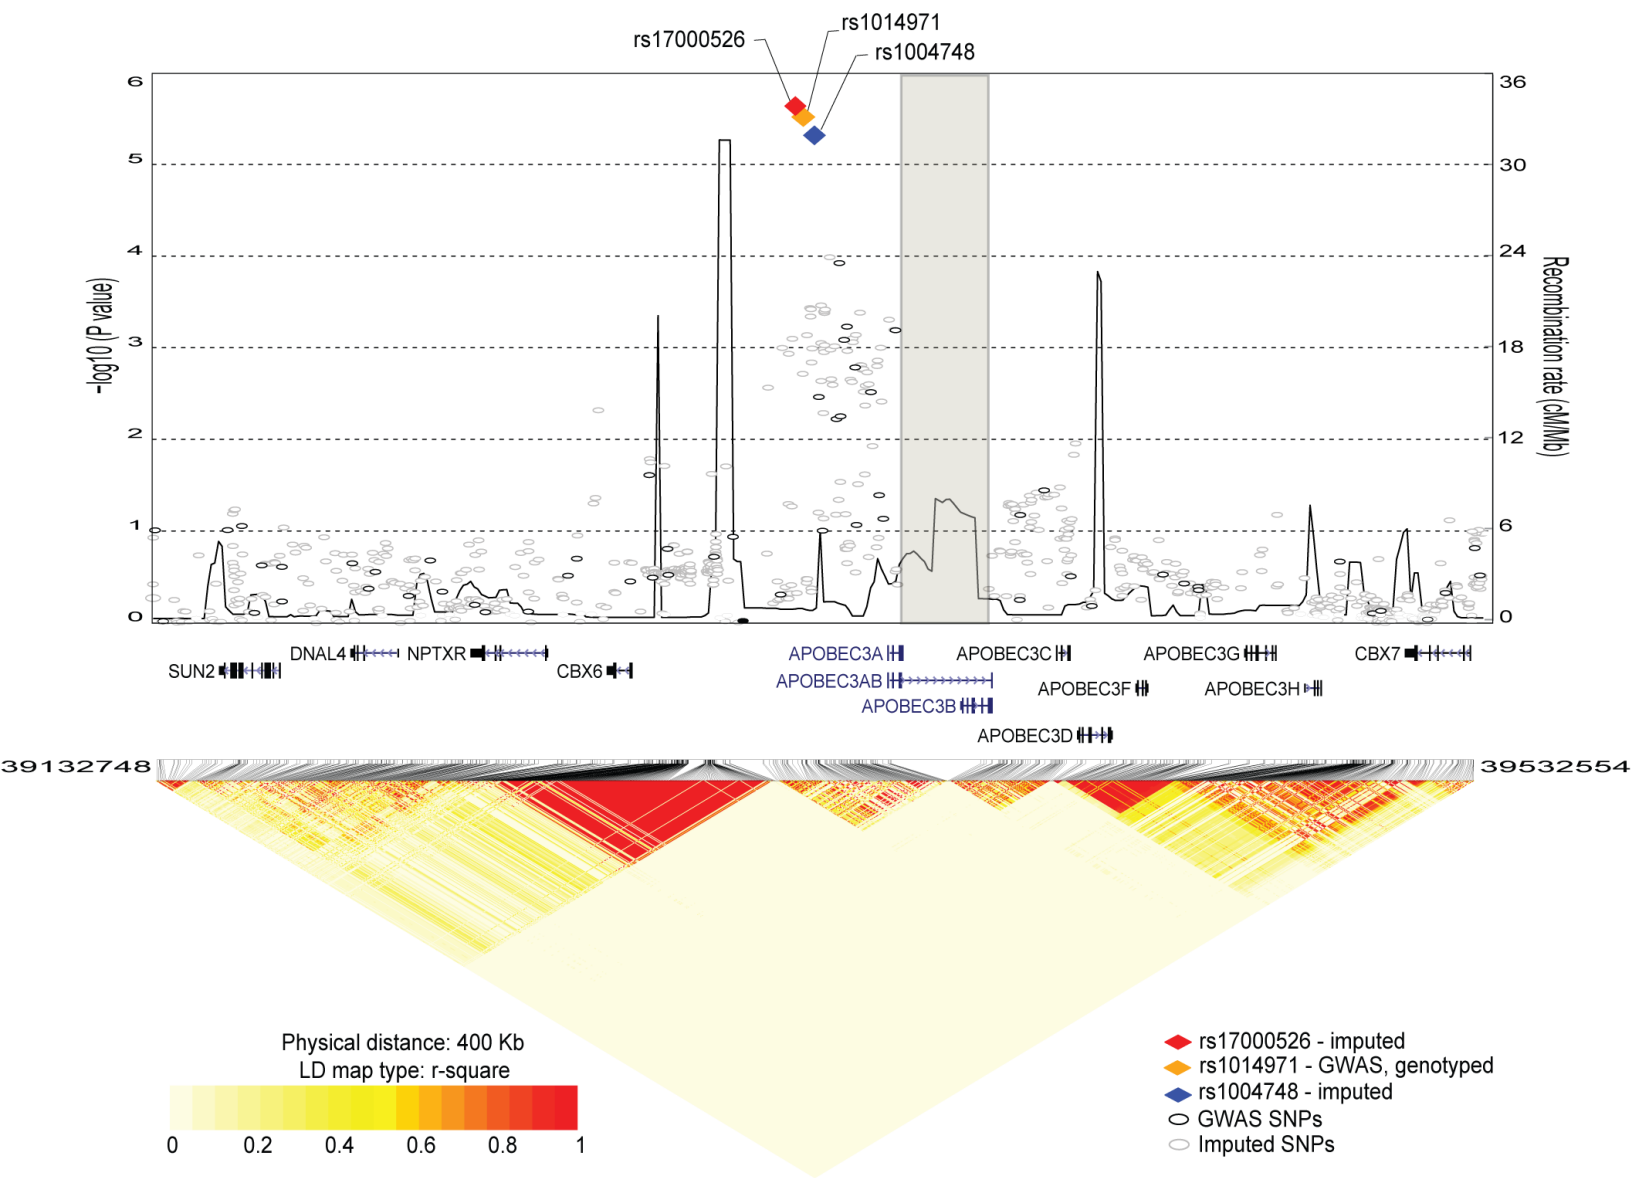 rs1014971
rs17000526
rs1004748
6
36
5
30
4
24
3
18
2
12
1
6
0
0
-log10 (P value)
Recombination rate (cM/Mb)
DNAL4
NPTXR
APOBEC3A
APOBEC3C
APOBEC3G
CBX7
SUN2
CBX6
APOBEC3AB
APOBEC3F
APOBEC3H
APOBEC3B
APOBEC3D
39132748
39532554
Physical distance: 400 Kb
LD map type: r-square
0 0.2 0.4 0.6 0.8 1
rs17000526 - imputed
rs1014971 - GWAS, genotyped
rs1004748 - imputed
GWAS SNPs
Imputed SNPs